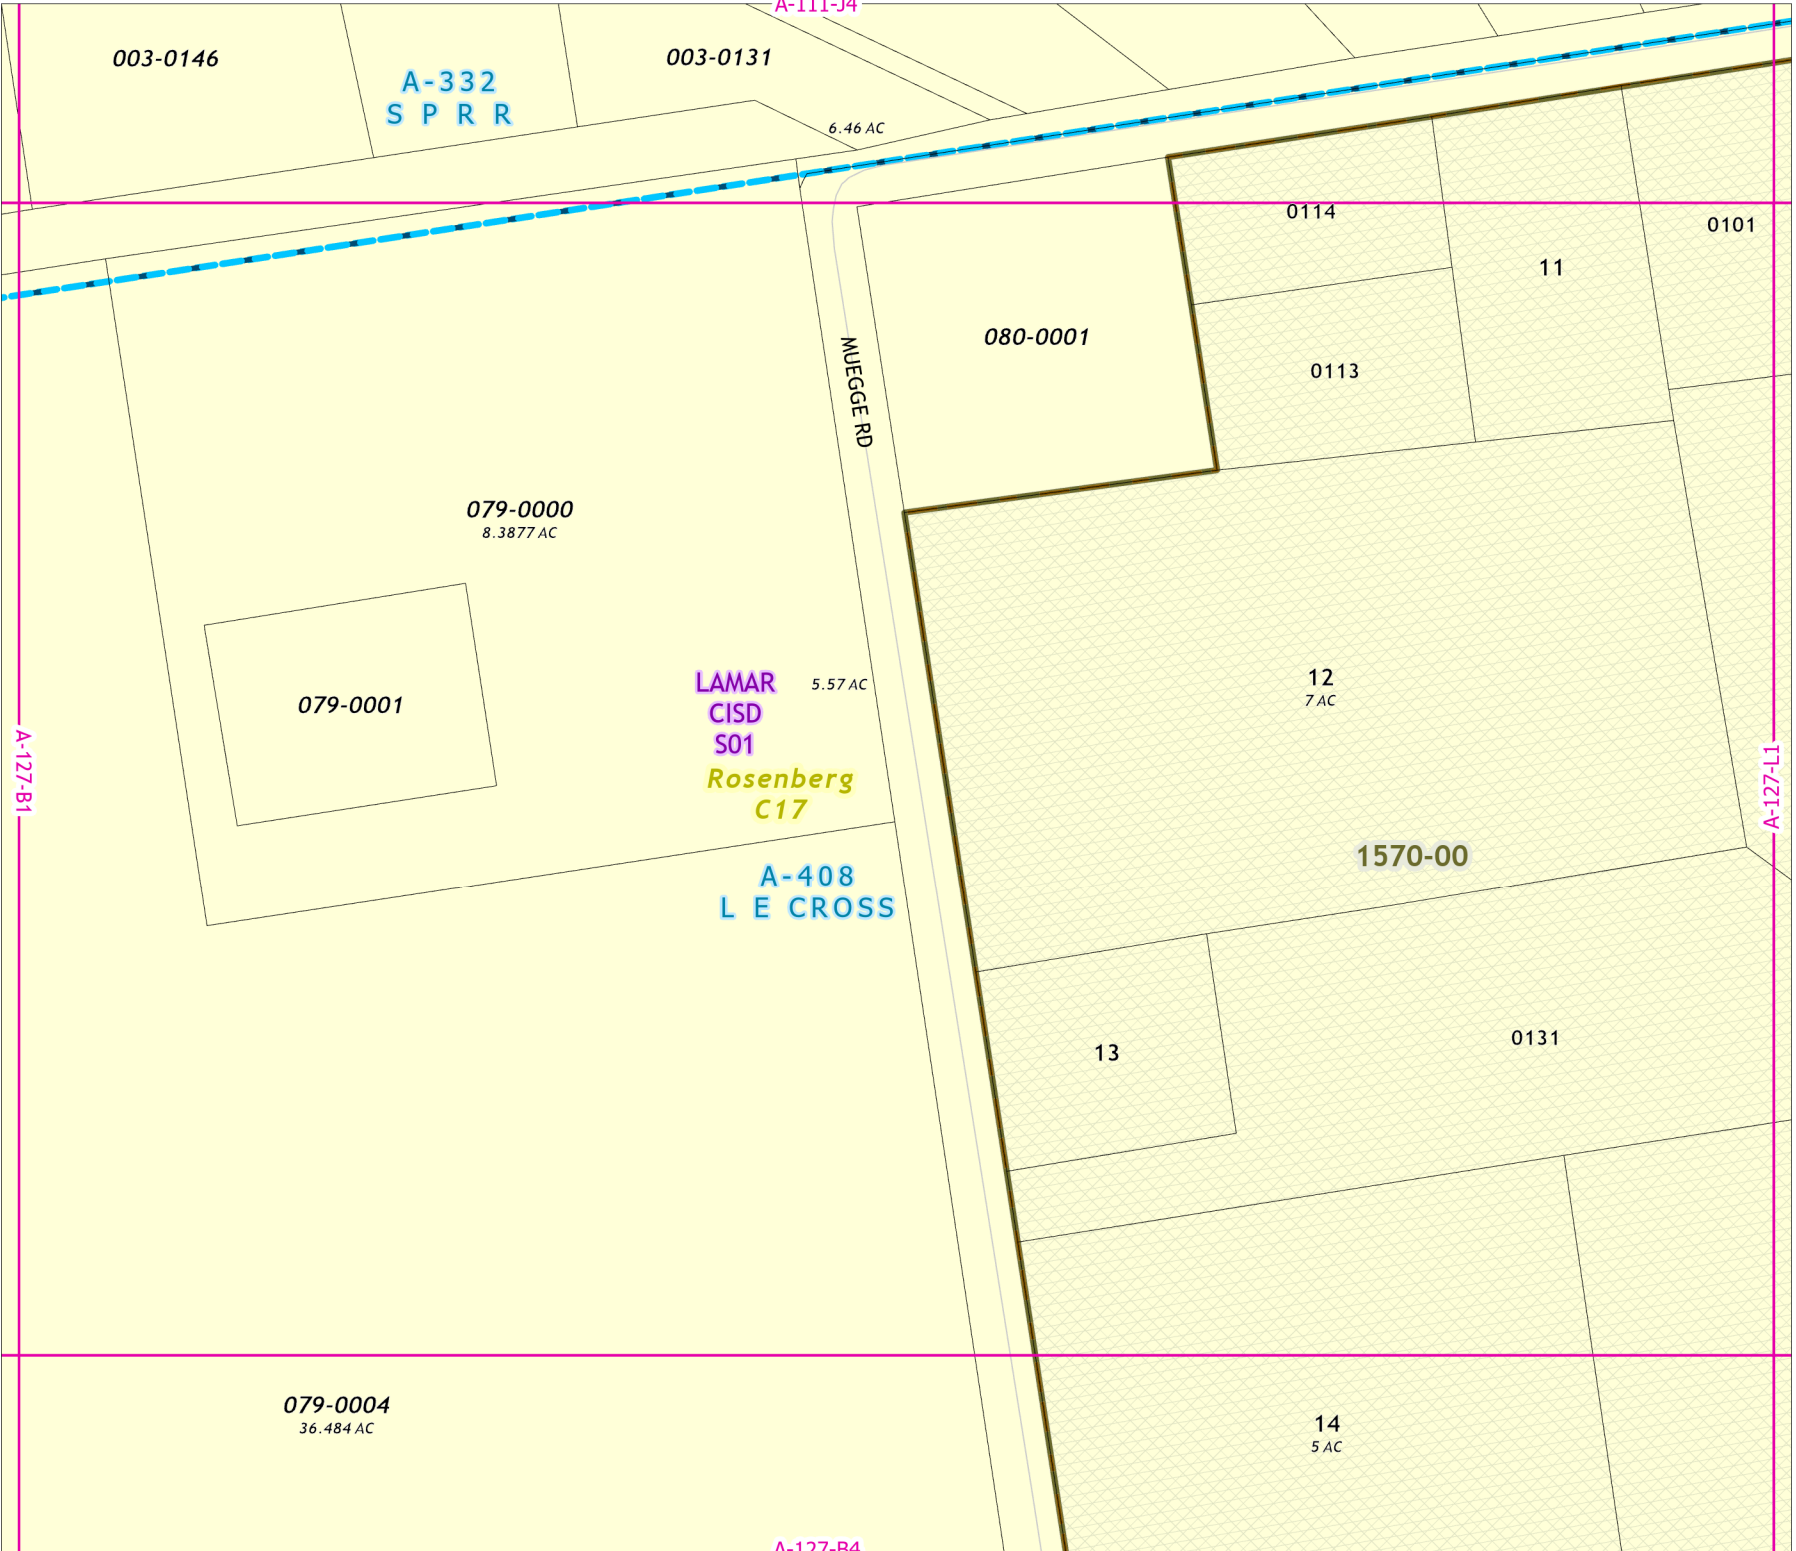 A-111-J4
003-0146
003-0131
A-332
S P R R
6.46 AC
0114
0101
11
080-0001
0113
MUEGGE RD
079-0000
8.3877 AC
079-0001
LAMAR
CISD
S01
5.57 AC
12
7 AC
A-127-B1
A-127-L1
Rosenberg
C17
1570-00
A-408
L E CROSS
13
0131
079-0004
36.484 AC
14
5 AC
A-127-B4